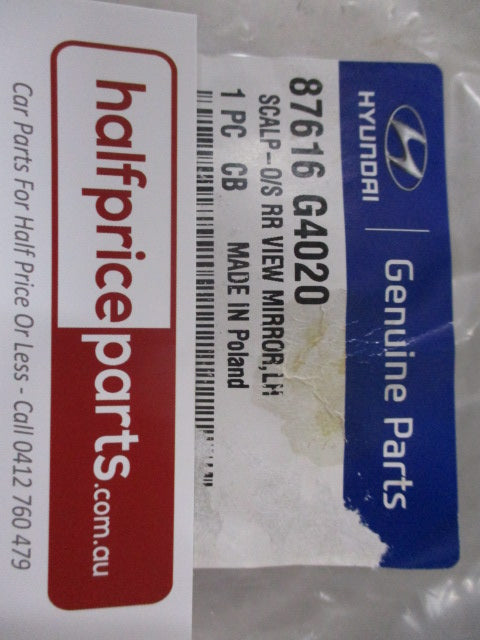 HYUNDAI | Genuine Parts
87616 G4020
SCALP-O/S RR VIEW MIRROR,LH
1 PC CB MADE IN Poland
halfpriceparts.com.au
Car Parts For Half Price Or Less - Call 0412 760 479